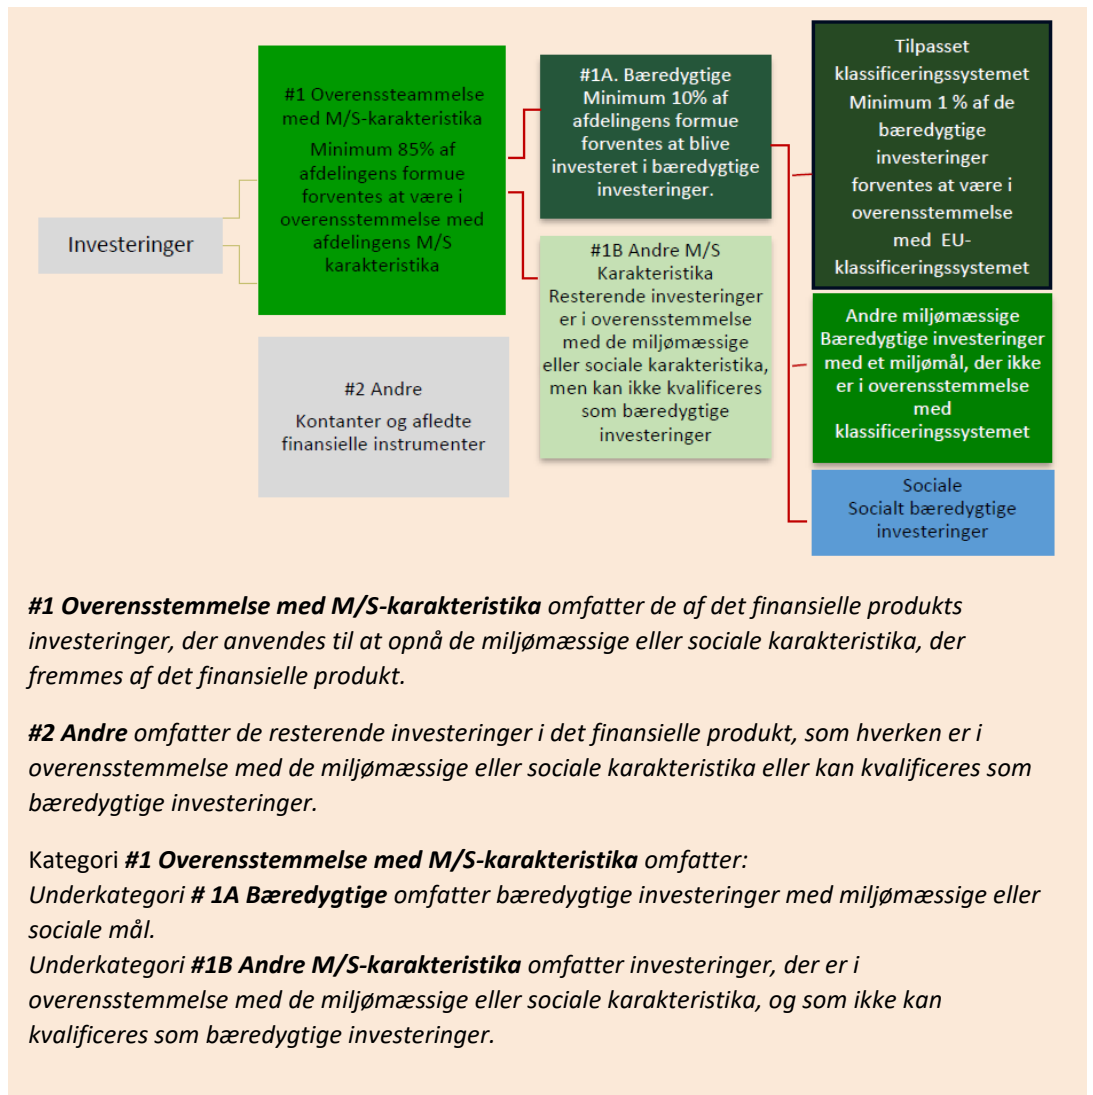 Investeringer
#1 Overenssteammelse
med M/S-karakteristika
Minimum 85% af
afdelingens formue
forventes at være i
overensstemmelse med
afdelingens M/S
karakteristika
#2 Andre
Kontanter og afledte
finansielle instrumenter
#1A. Bæredygtige
Minimum 10% af
afdelingens formue
forventes at blive
investeret i bæredygtige
investeringer.
#1B Andre M/S
Karakteristika
Resterende investeringer
er i overensstemmelse
med de miljømæssige
eller sociale karakteristika,
men kan ikke kvalificeres
som bæredygtige
investeringer
Tilpasset
klassificeringssystemet
Minimum 1 % af de
bæredygtige
investeringer
forventes at være i
overensstemmelse
med EU-
klassificeringssystemet
Andre miljømæssige
Bæredygtige investeringer
med et miljømål, der ikke
er i overensstemmelse
med
klassificeringssystemet
Sociale
Socialt bæredygtige
investeringer
#1 Overensstemmelse med M/S-karakteristika omfatter de af det finansielle produkts
investeringer, der anvendes til at opnå de miljømæssige eller sociale karakteristika, der
fremmes af det finansielle produkt.
#2 Andre omfatter de resterende investeringer i det finansielle produkt, som hverken er i
overensstemmelse med de miljømæssige eller sociale karakteristika eller kan kvalificeres som
bæredygtige investeringer.
Kategori #1 Overensstemmelse med M/S-karakteristika omfatter:
Underkategori # 1A Bæredygtige omfatter bæredygtige investeringer med miljømæssige eller
sociale mål.
Underkategori #1B Andre M/S-karakteristika omfatter investeringer, der er i
overensstemmelse med de miljømæssige eller sociale karakteristika, og som ikke kan
kvalificeres som bæredygtige investeringer.